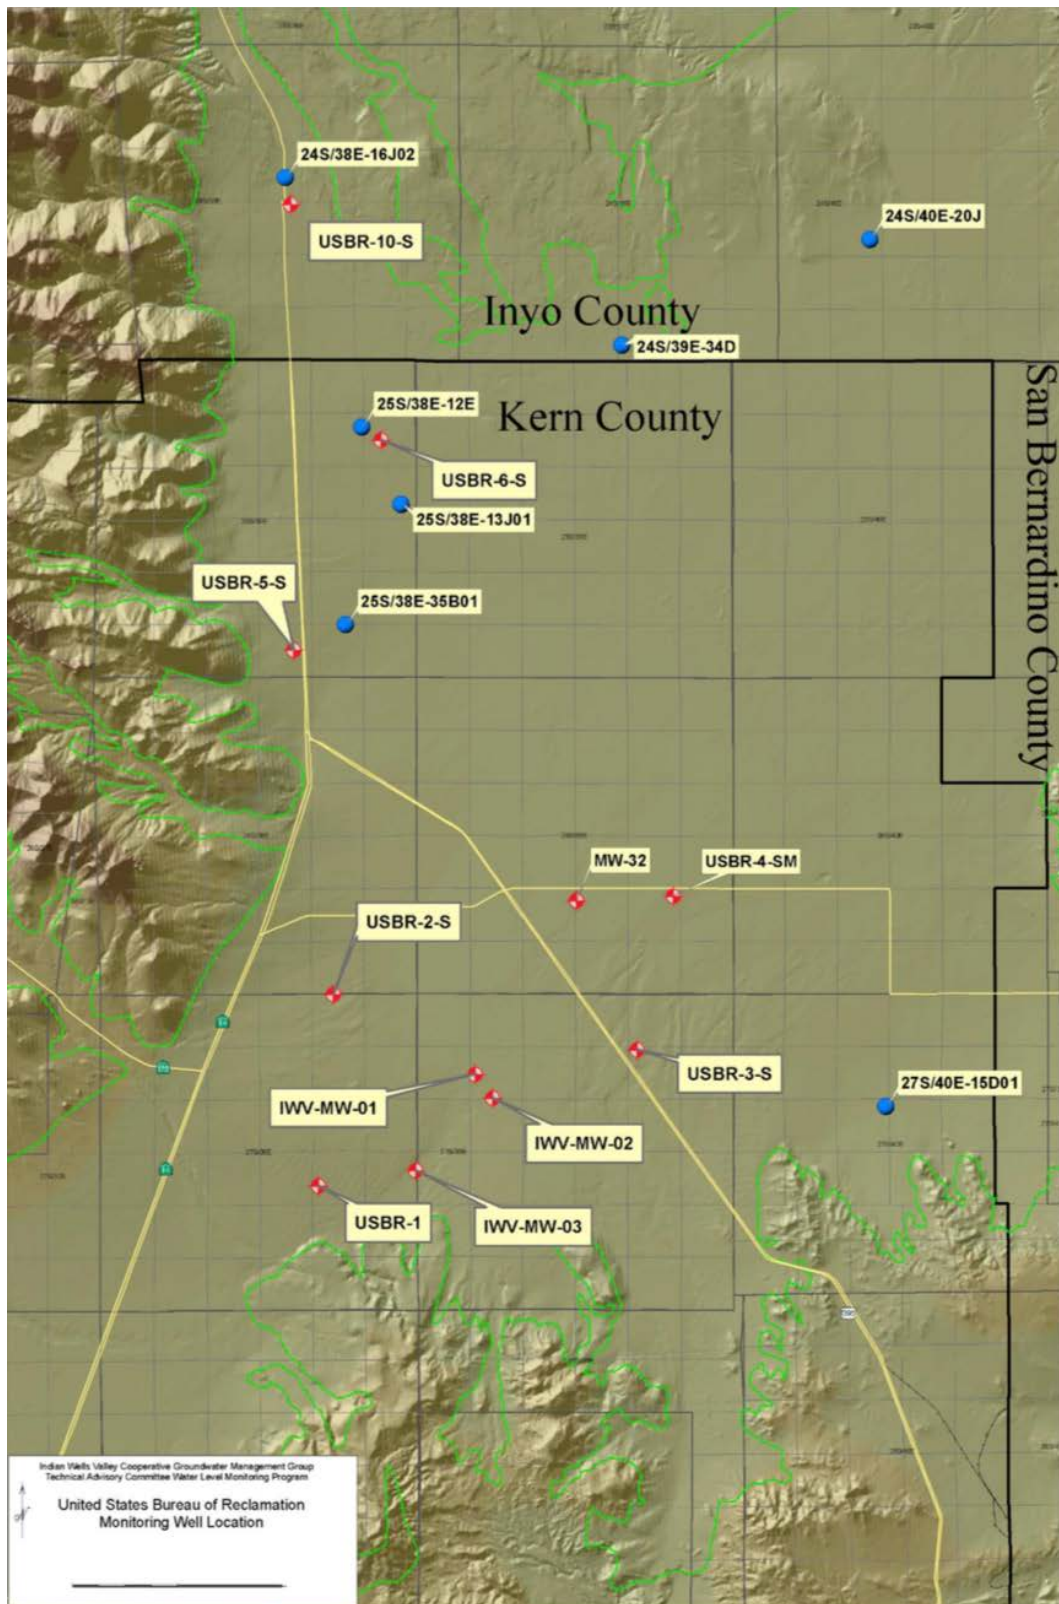 24S/38E-16J02
USBR-10-S
24S/40E-20J
Inyo County
24S/39E-34D
San Bernardino County
25S/38E-12E
Kern County
USBR-6-S
25S/38E-13J01
USBR-5-S
25S/38E-35B01
MW-32
USBR-4-SM
USBR-2-S
USBR-3-S
27S/40E-15D01
IWV-MW-01
IWV-MW-02
USBR-1
IWV-MW-03
Indian Wells Valley Cooperative Groundwater Management Group
Technical Advisory Committee Water Level Monitoring Program
United States Bureau of Reclamation
Monitoring Well Location